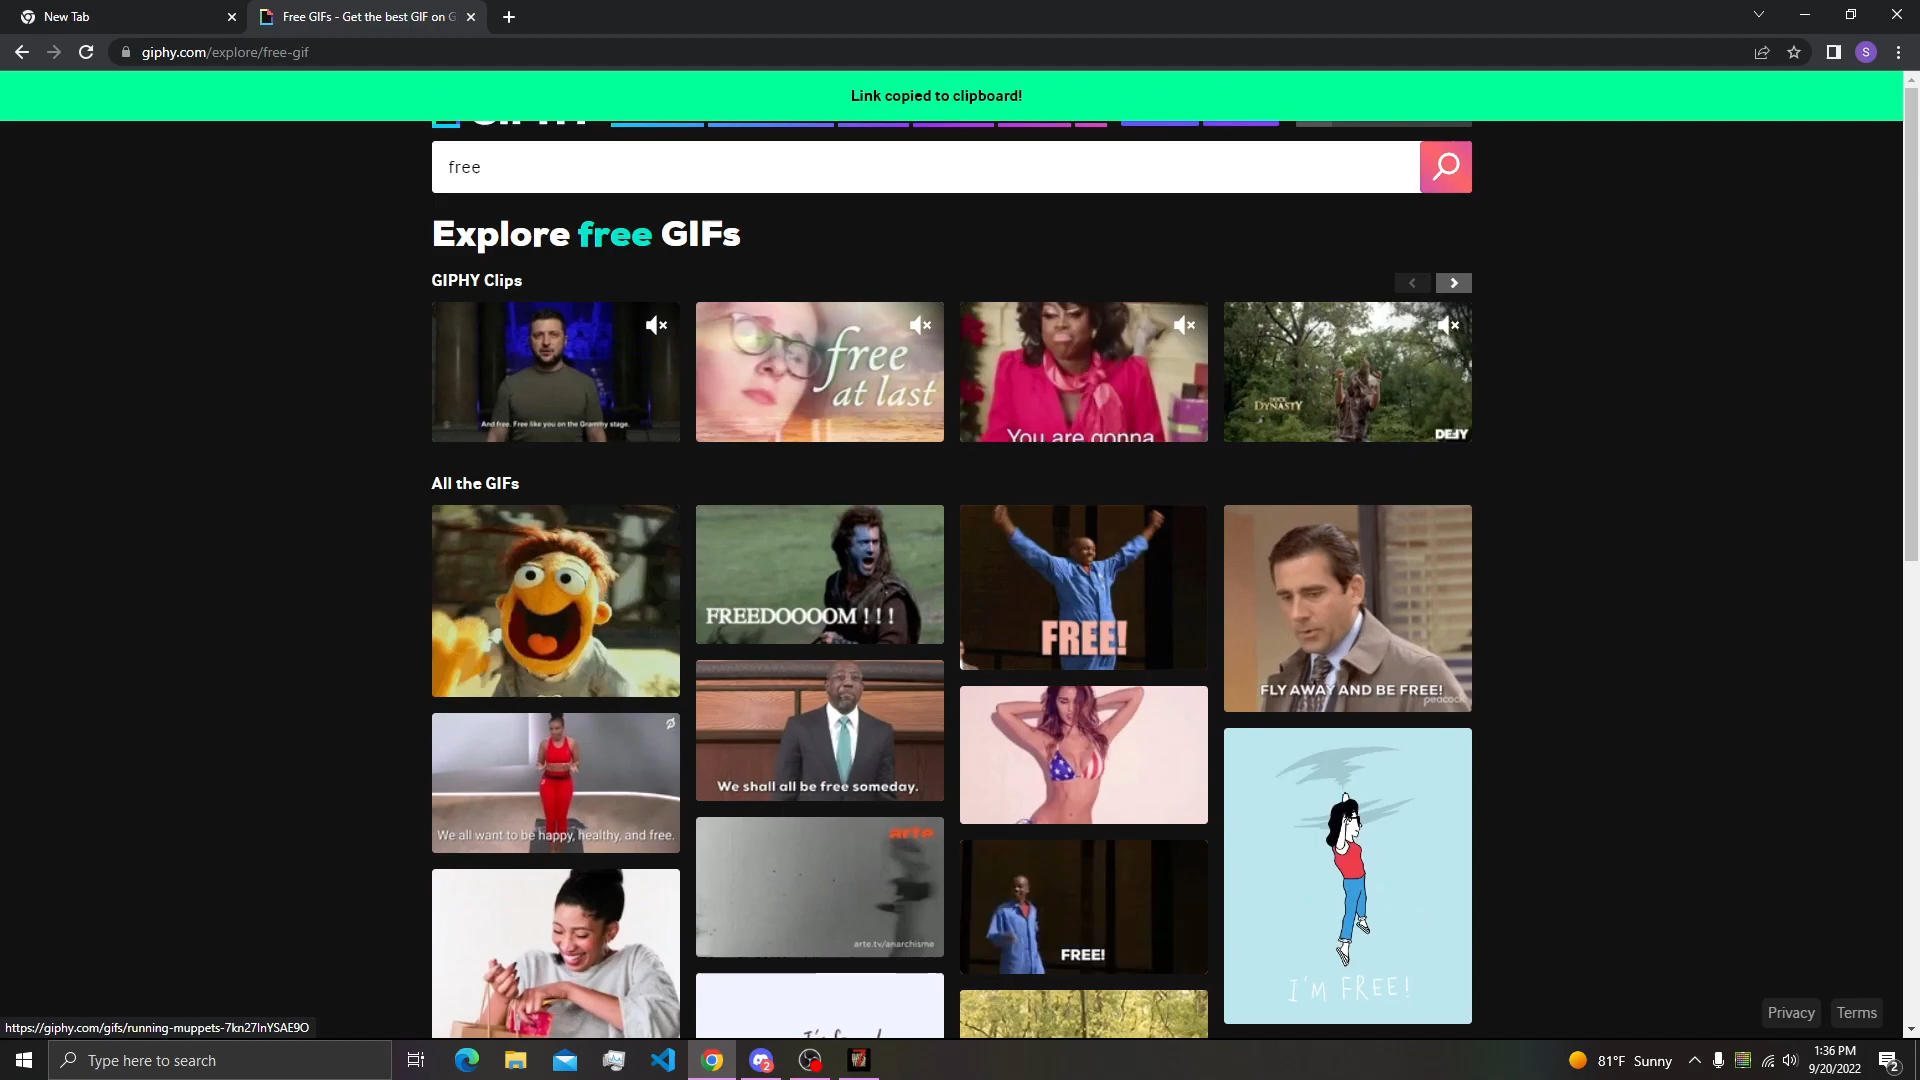 New Tab
Free GIFs - Get the best GIF on G
giphy.com/explore/free-gif
S
Link copied to clipboard!
free
Explore free GIFs
GIPHY Clips
And free. Free like you on the Grammy stage.
free
at last
You are gonna
DUCK
DYNASTY
DEFY
All the GIFs
FREEDOOOOM ! ! !
FREE!
FLY AWAY AND BE FREE!
peacock
We shall all be free someday.
We all want to be happy, healthy, and free.
arte
arte.tv/anarchisme
FREE!
I'M FREE!
Privacy
Terms
https://giphy.com/gifs/running-muppets-7kn27lnYSAE9O
Type here to search
2
81°F Sunny
1:36 PM
9/20/2022
2